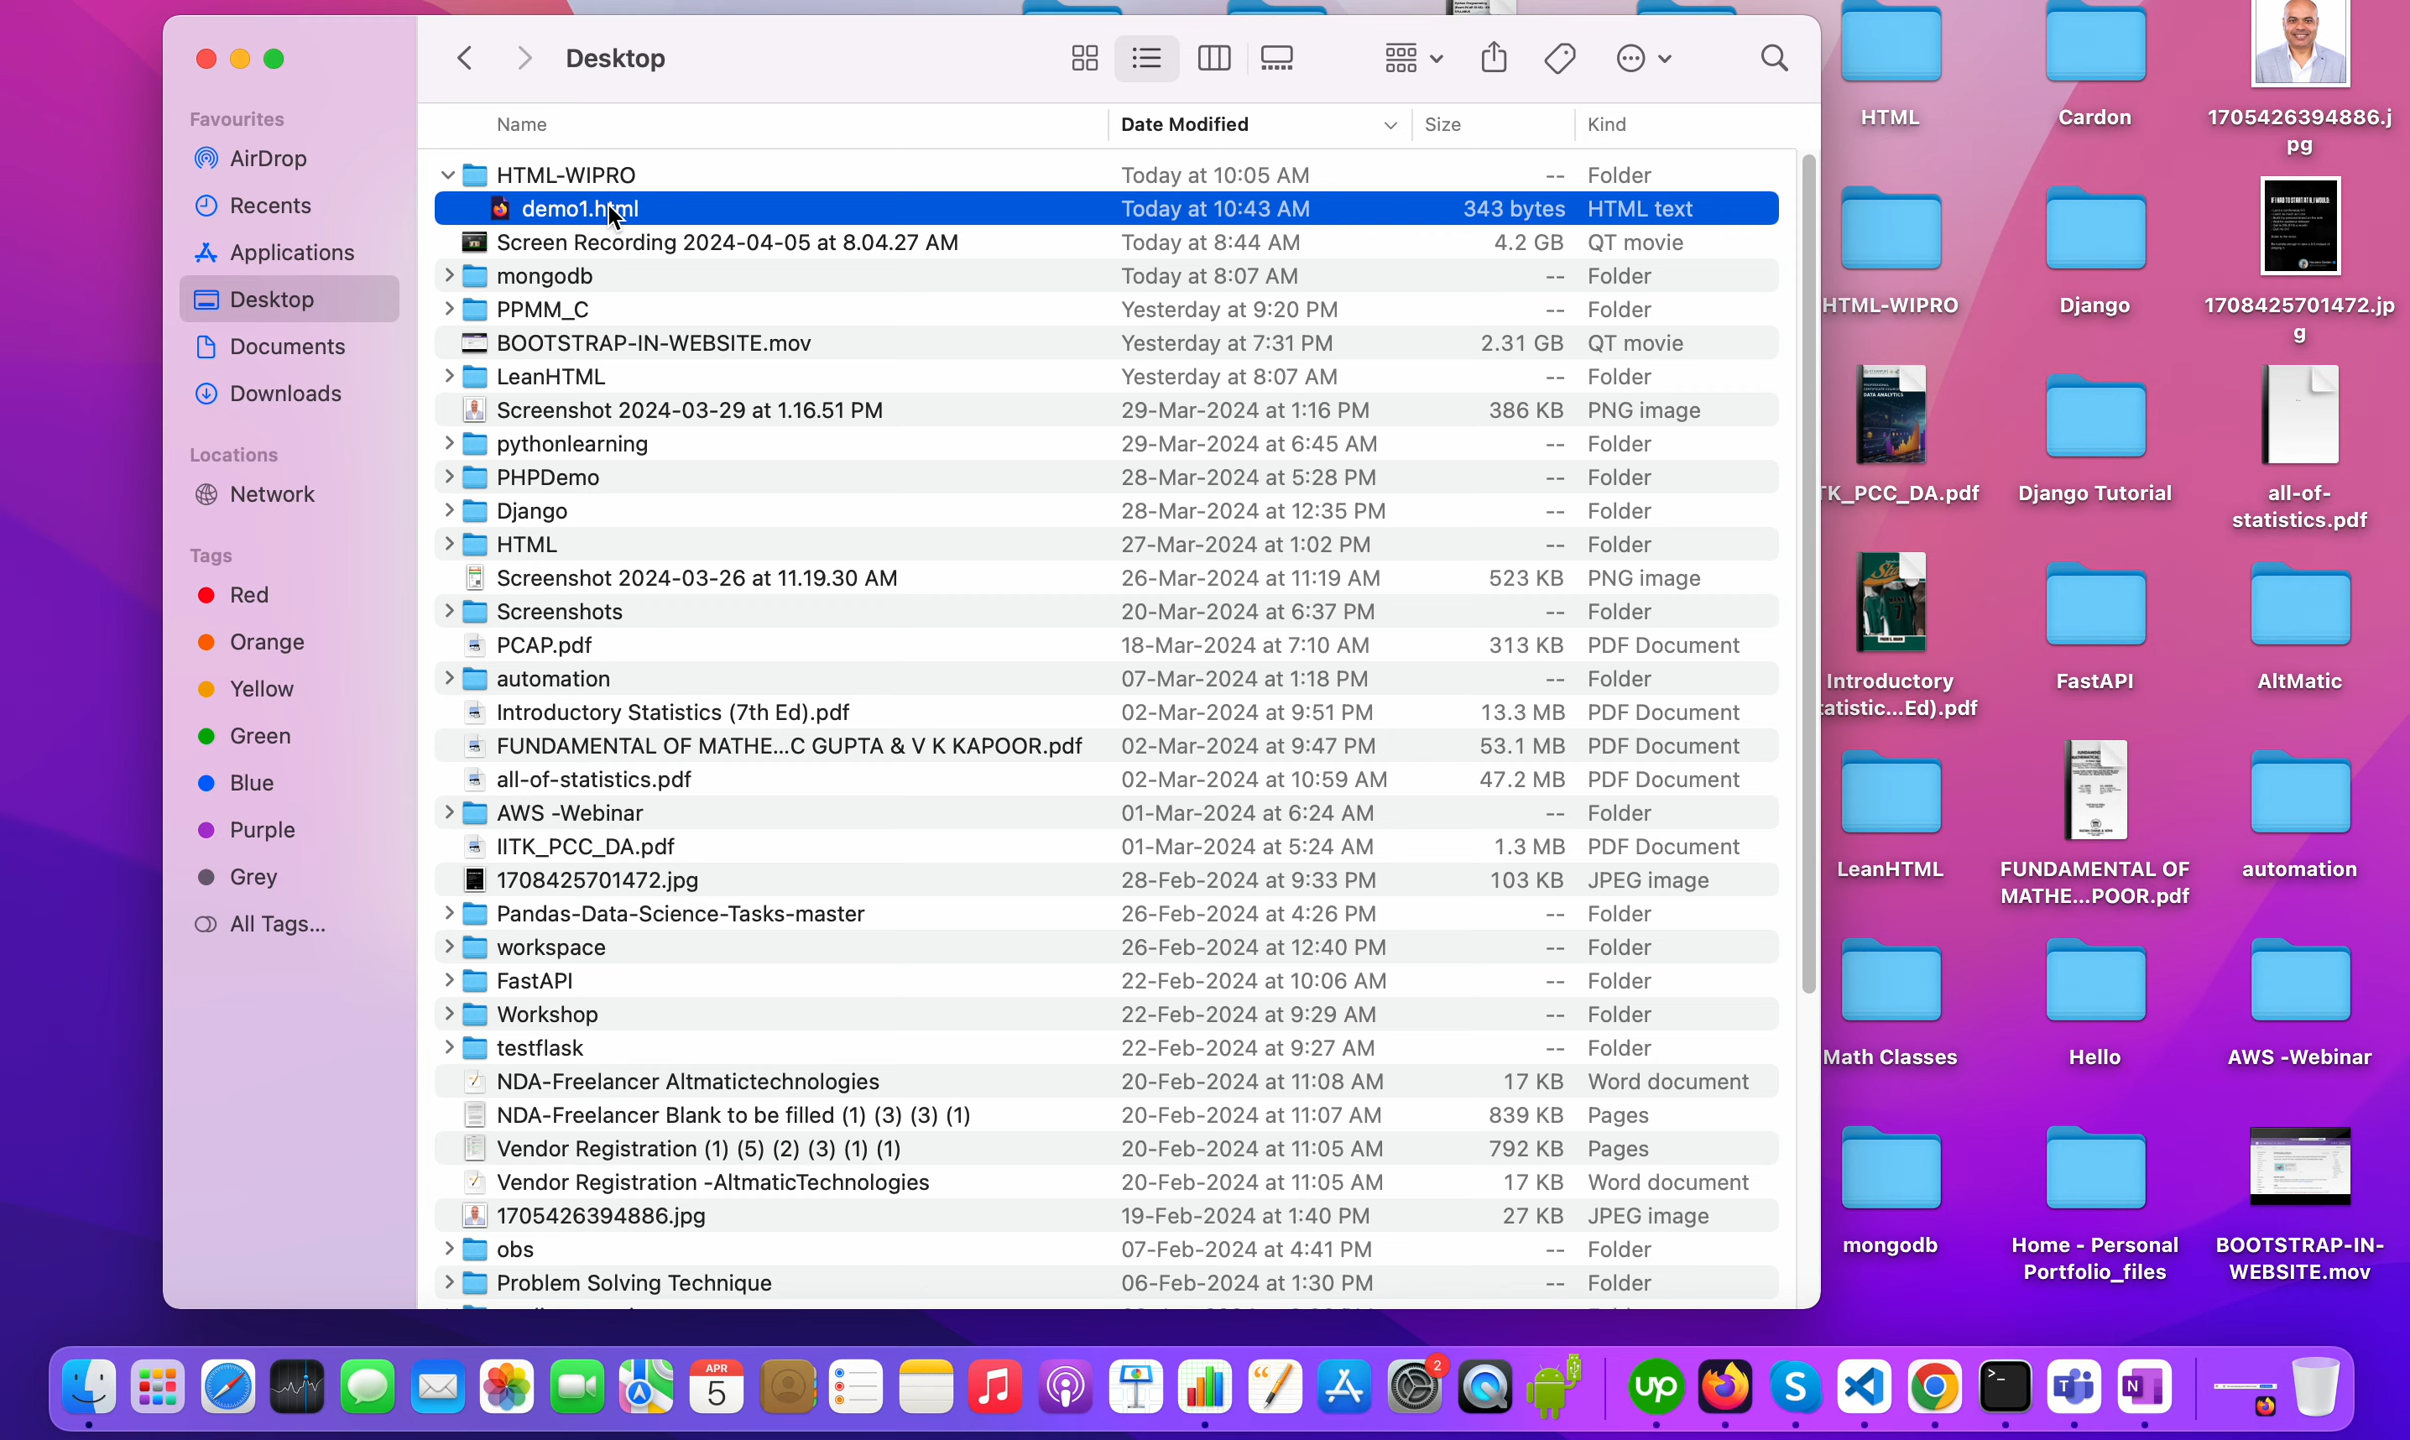 Desktop
Favourites
AirDrop
Recents
Applications
Desktop
Documents
Downloads
Locations
Network
Tags
Red
Orange
Yellow
Green
Blue
Purple
Grey
All Tags...
Name Date Modified Size Kind
HTML-WIPRO Today at 10:05 AM -- Folder
demo1.html Today at 10:43 AM 343 bytes HTML text
Screen Recording 2024-04-05 at 8.04.27 AM Today at 8:44 AM 4.2 GB QT movie
mongodb Today at 8:07 AM -- Folder
PPMM_C Yesterday at 9:20 PM -- Folder
BOOTSTRAP-IN-WEBSITE.mov Yesterday at 7:31 PM 2.31 GB QT movie
LeanHTML Yesterday at 8:07 AM -- Folder
Screenshot 2024-03-29 at 1.16.51 PM 29-Mar-2024 at 1:16 PM 386 KB PNG image
pythonlearning 29-Mar-2024 at 6:45 AM -- Folder
PHPDemo 28-Mar-2024 at 5:28 PM -- Folder
Django 28-Mar-2024 at 12:35 PM -- Folder
HTML 27-Mar-2024 at 1:02 PM -- Folder
Screenshot 2024-03-26 at 11.19.30 AM 26-Mar-2024 at 11:19 AM 523 KB PNG image
Screenshots 20-Mar-2024 at 6:37 PM -- Folder
PCAP.pdf 18-Mar-2024 at 7:10 AM 313 KB PDF Document
automation 07-Mar-2024 at 1:18 PM -- Folder
Introductory Statistics (7th Ed).pdf 02-Mar-2024 at 9:51 PM 13.3 MB PDF Document
FUNDAMENTAL OF MATHE...C GUPTA & V K KAPOOR.pdf 02-Mar-2024 at 9:47 PM 53.1 MB PDF Document
all-of-statistics.pdf 02-Mar-2024 at 10:59 AM 47.2 MB PDF Document
AWS -Webinar 01-Mar-2024 at 6:24 AM -- Folder
IITK_PCC_DA.pdf 01-Mar-2024 at 5:24 AM 1.3 MB PDF Document
1708425701472.jpg 28-Feb-2024 at 9:33 PM 103 KB JPEG image
Pandas-Data-Science-Tasks-master 26-Feb-2024 at 4:26 PM -- Folder
workspace 26-Feb-2024 at 12:40 PM -- Folder
FastAPI 22-Feb-2024 at 10:06 AM -- Folder
Workshop 22-Feb-2024 at 9:29 AM -- Folder
testflask 22-Feb-2024 at 9:27 AM -- Folder
NDA-Freelancer Altmatictechnologies 20-Feb-2024 at 11:08 AM 17 KB Word document
NDA-Freelancer Blank to be filled (1) (3) (3) (1) 20-Feb-2024 at 11:07 AM 839 KB Pages
Vendor Registration (1) (5) (2) (3) (1) (1) 20-Feb-2024 at 11:05 AM 792 KB Pages
Vendor Registration -AltmaticTechnologies 20-Feb-2024 at 11:05 AM 17 KB Word document
1705426394886.jpg 19-Feb-2024 at 1:40 PM 27 KB JPEG image
obs 07-Feb-2024 at 4:41 PM -- Folder
Problem Solving Technique 06-Feb-2024 at 1:30 PM -- Folder
HTML
Cardon
1705426394886.j
pg
HTML-WIPRO
Django
1708425701472.jp
g
TK_PCC_DA.pdf
Django Tutorial
all-of-
statistics.pdf
Introductory
atistic...Ed).pdf
FastAPI
AltMatic
LeanHTML
FUNDAMENTAL OF
MATHE...POOR.pdf
automation
Math Classes
Hello
AWS -Webinar
mongodb
Home - Personal
Portfolio_files
BOOTSTRAP-IN-
WEBSITE.mov
APR
5
2
up
S
T
N